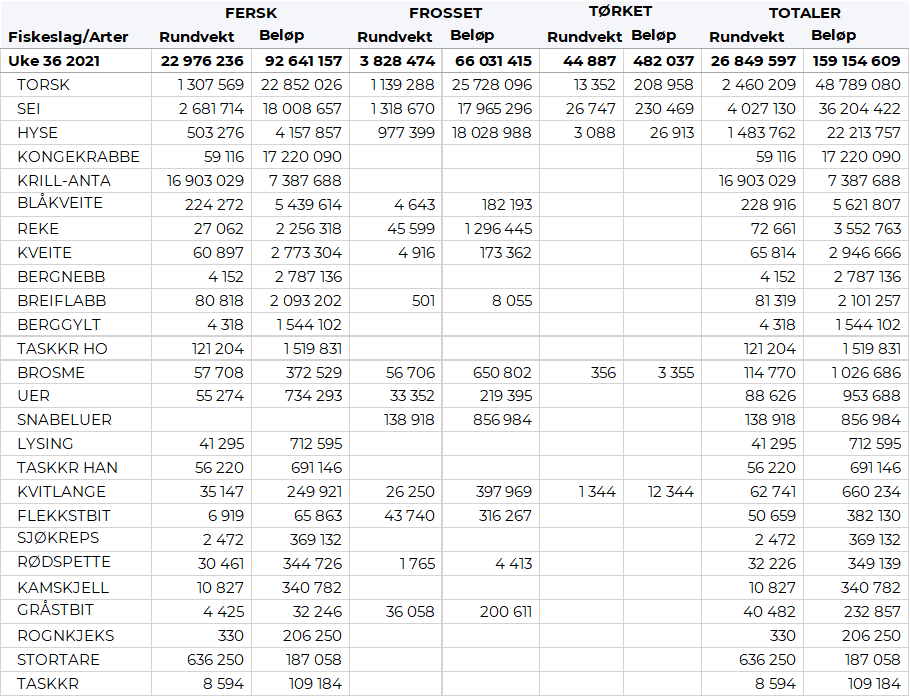 FERSK FROSSET TØRKET TOTALER
Fiskeslag/Arter Rundvekt Beløp Rundvekt Beløp Rundvekt Beløp Rundvekt Beløp
Uke 36 2021 22 976 236 92 641 157 3 828 474 66 031 415 44 887 482 037 26 849 597 159 154 609
TORSK 1 307 569 22 852 026 1 139 288 25 728 096 13 352 208 958 2 460 209 48 789 080
SEI 2 681 714 18 008 657 1 318 670 17 965 296 26 747 230 469 4 027 130 36 204 422
HYSE 503 276 4 157 857 977 399 18 028 988 3 088 26 913 1 483 762 22 213 757
KONGEKRABBE 59 116 17 220 090 59 116 17 220 090
KRILL-ANTA 16 903 029 7 387 688 16 903 029 7 387 688
BLÅKVEITE 224 272 5 439 614 4 643 182 193 228 916 5 621 807
REKE 27 062 2 256 318 45 599 1 296 445 72 661 3 552 763
KVEITE 60 897 2 773 304 4 916 173 362 65 814 2 946 666
BERGNEBB 4 152 2 787 136 4 152 2 787 136
BREIFLABB 80 818 2 093 202 501 8 055 81 319 2 101 257
BERGGYLT 4 318 1 544 102 4 318 1 544 102
TASKKR HO 121 204 1 519 831 121 204 1 519 831
BROSME 57 708 372 529 56 706 650 802 356 3 355 114 770 1 026 686
UER 55 274 734 293 33 352 219 395 88 626 953 688
SNABELUER 138 918 856 984 138 918 856 984
LYSING 41 295 712 595 41 295 712 595
TASKKR HAN 56 220 691 146 56 220 691 146
KVITLANGE 35 147 249 921 26 250 397 969 1 344 12 344 62 741 660 234
FLEKKSTBIT 6 919 65 863 43 740 316 267 50 659 382 130
SJØKREPS 2 472 369 132 2 472 369 132
RØDSPETTE 30 461 344 726 1 765 4 413 32 226 349 139
KAMSKJELL 10 827 340 782 10 827 340 782
GRÅSTBIT 4 425 32 246 36 058 200 611 40 482 232 857
ROGNKJEKS 330 206 250 330 206 250
STORTARE 636 250 187 058 636 250 187 058
TASKKR 8 594 109 184 8 594 109 184